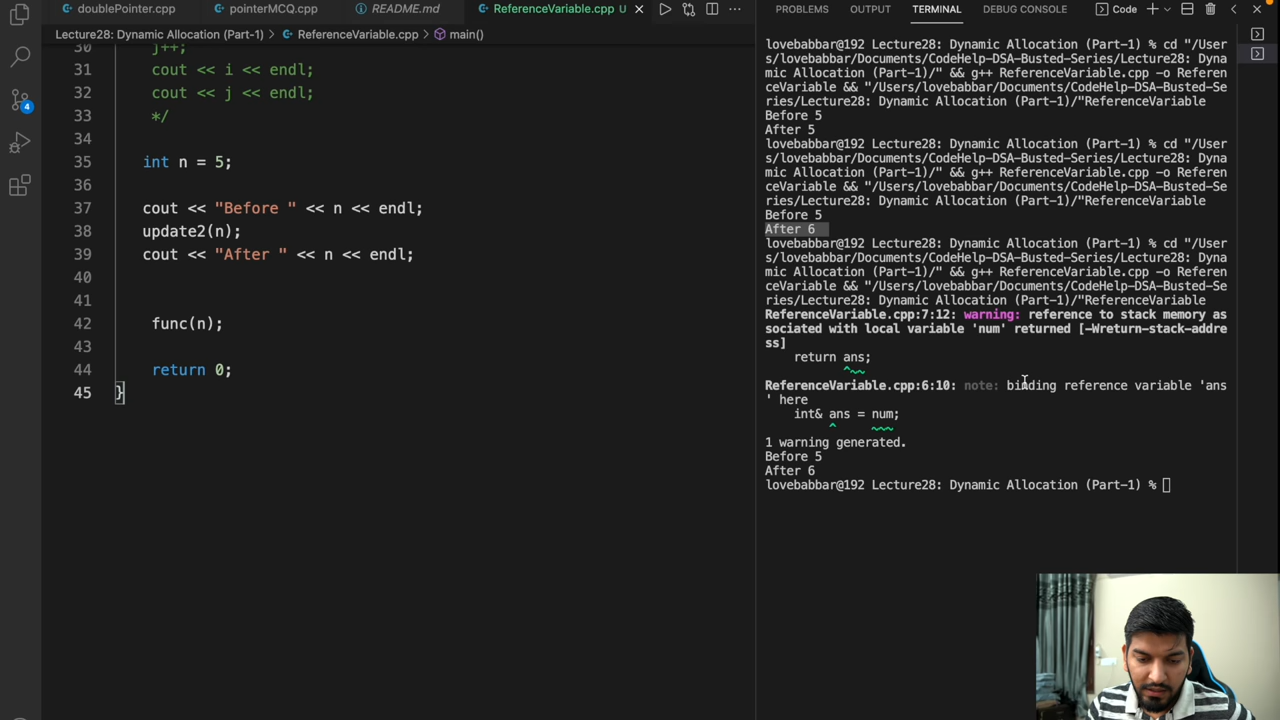 doublePointer.cpp pointerMCQ.cpp README.md ReferenceVariable.cpp U
Lecture28: Dynamic Allocation (Part-1) > ReferenceVariable.cpp > main()
30 j++;
31 cout << i << endl;
32 cout << j << endl;
33 */
34
35 int n = 5;
36
37 cout << "Before " << n << endl;
38 update2(n);
39 cout << "After " << n << endl;
40
41
42 func(n);
43
44 return 0;
45 }
4
PROBLEMS OUTPUT TERMINAL DEBUG CONSOLE Code
lovebabbar@192 Lecture28: Dynamic Allocation (Part-1) % cd "/User
s/lovebabbar/Documents/CodeHelp-DSA-Busted-Series/Lecture28: Dyna
mic Allocation (Part-1)/" && g++ ReferenceVariable.cpp -o Referen
ceVariable && "/Users/lovebabbar/Documents/CodeHelp-DSA-Busted-Se
ries/Lecture28: Dynamic Allocation (Part-1)/"ReferenceVariable
Before 5
After 5
lovebabbar@192 Lecture28: Dynamic Allocation (Part-1) % cd "/User
s/lovebabbar/Documents/CodeHelp-DSA-Busted-Series/Lecture28: Dyna
mic Allocation (Part-1)/" && g++ ReferenceVariable.cpp -o Referen
ceVariable && "/Users/lovebabbar/Documents/CodeHelp-DSA-Busted-Se
ries/Lecture28: Dynamic Allocation (Part-1)/"ReferenceVariable
Before 5
After 6
lovebabbar@192 Lecture28: Dynamic Allocation (Part-1) % cd "/User
s/lovebabbar/Documents/CodeHelp-DSA-Busted-Series/Lecture28: Dyna
mic Allocation (Part-1)/" && g++ ReferenceVariable.cpp -o Referen
ceVariable && "/Users/lovebabbar/Documents/CodeHelp-DSA-Busted-Se
ries/Lecture28: Dynamic Allocation (Part-1)/"ReferenceVariable
ReferenceVariable.cpp:7:12: warning: reference to stack memory as
sociated with local variable 'num' returned [-Wreturn-stack-addre
ss]
return ans;
^~~
ReferenceVariable.cpp:6:10: note: binding reference variable 'ans
' here
int& ans = num;
^ ~~~
1 warning generated.
Before 5
After 6
lovebabbar@192 Lecture28: Dynamic Allocation (Part-1) %